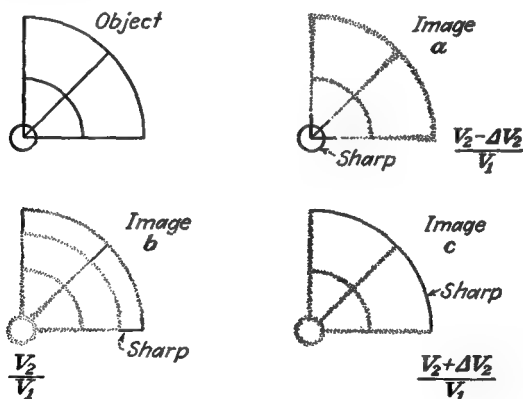 Object
Image
a
Sharp
V₂-ΔV₂
V₁
Image
b
Sharp
V₂
V₁
Image
c
Sharp
V₂+ΔV₂
V₁